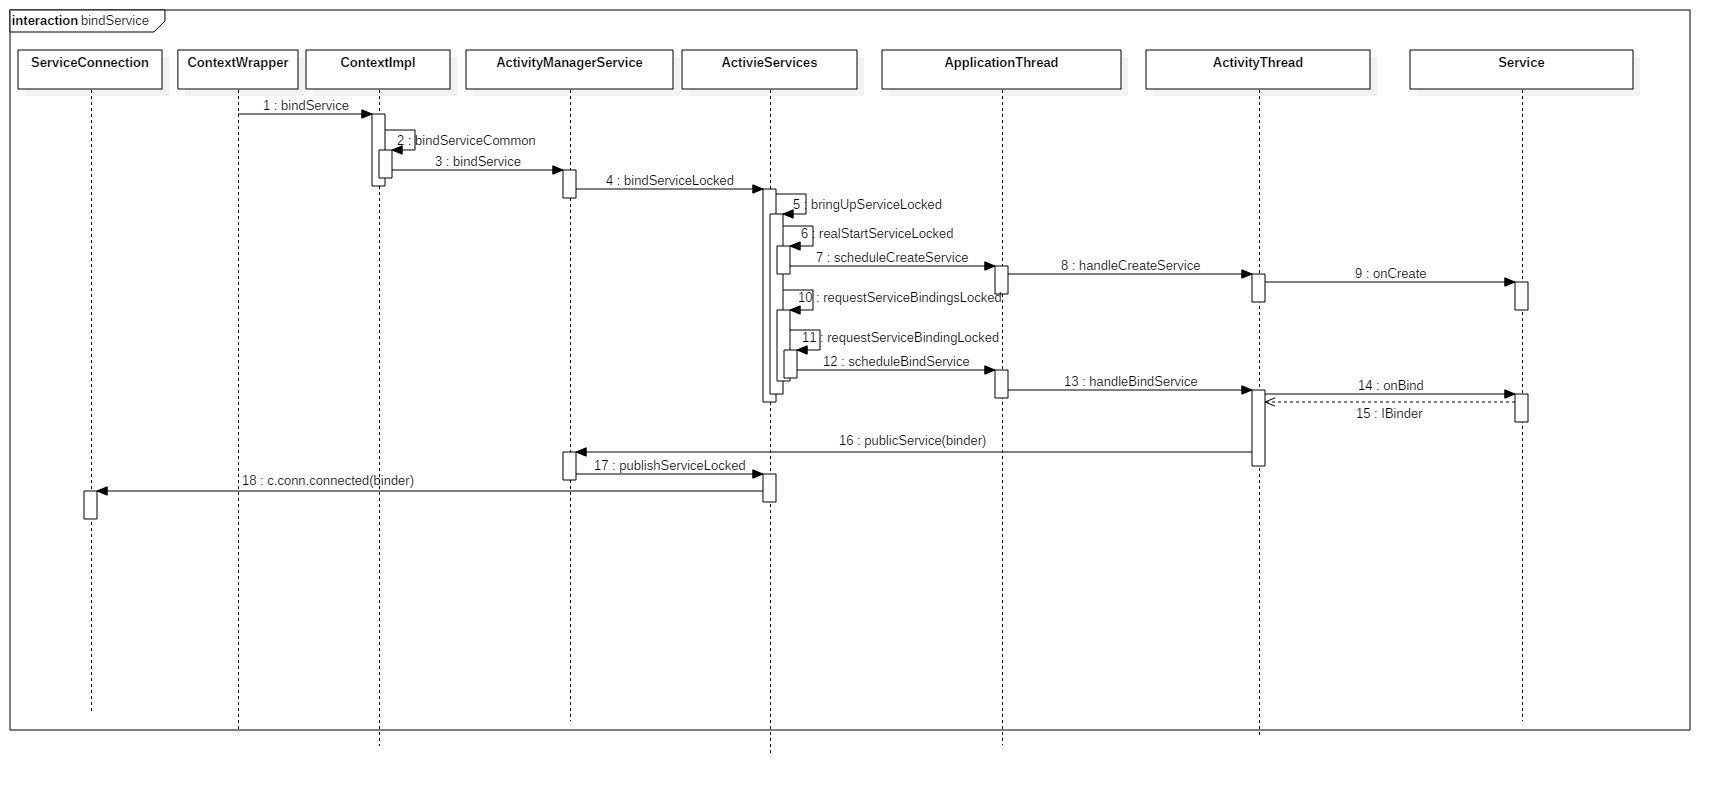 interaction bindService
ServiceConnection
ContextWrapper
ContextImpl
ActivityManagerService
ActivieServices
ApplicationThread
ActivityThread
Service
1 : bindService
2 : bindServiceCommon
3 : bindService
4 : bindServiceLocked
5 : bringUpServiceLocked
6 : realStartServiceLocked
7 : scheduleCreateService
8 : handleCreateService
9 : onCreate
10 : requestServiceBindingsLocked
11 : requestServiceBindingLocked
12 : scheduleBindService
13 : handleBindService
14 : onBind
15 : IBinder
16 : publicService(binder)
17 : publishServiceLocked
18 : c.conn.connected(binder)